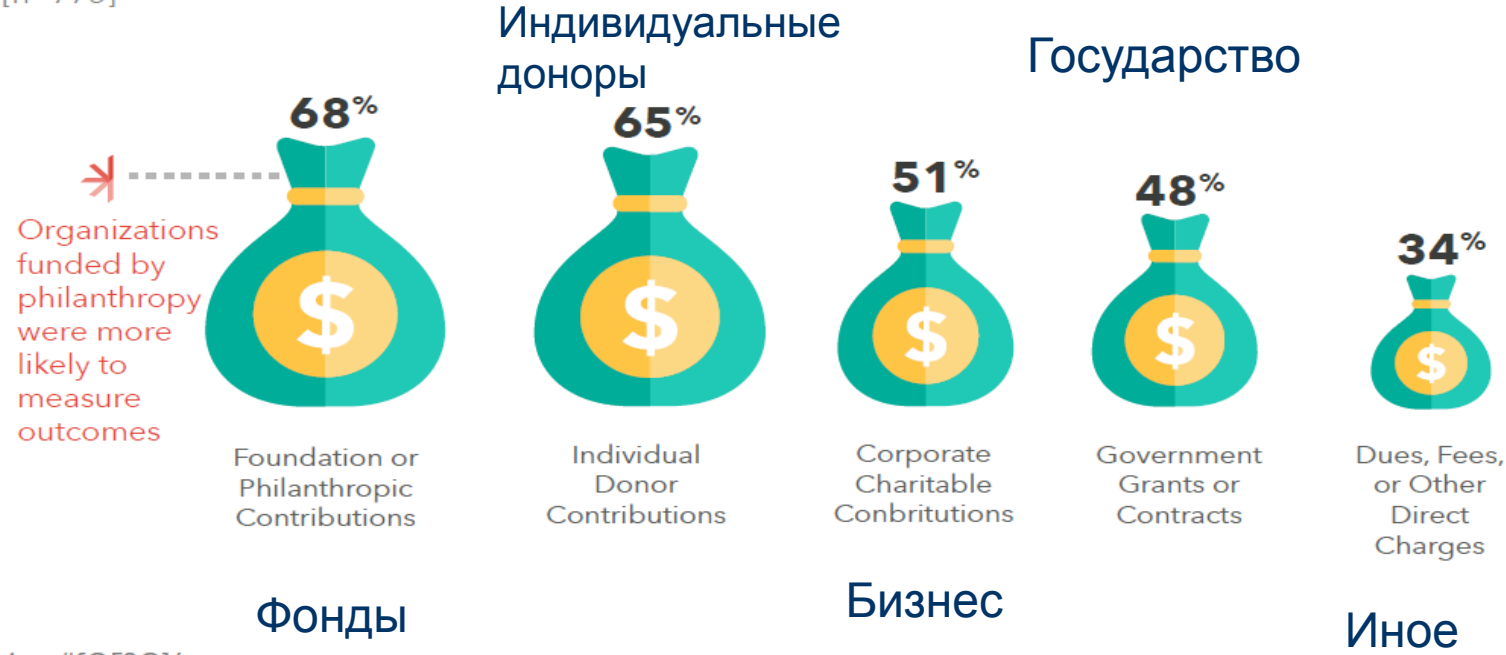 Индивидуальные
доноры
Государство
68%
65%
51%
48%
34%
Organizations
funded by
philanthropy
were more
likely to
measure
outcomes
$
$
$
$
$
Foundation or
Philanthropic
Contributions
Individual
Donor
Contributions
Corporate
Charitable
Conbritutions
Government
Grants or
Contracts
Dues, Fees,
or Other
Direct
Charges
Фонды
Бизнес
Иное